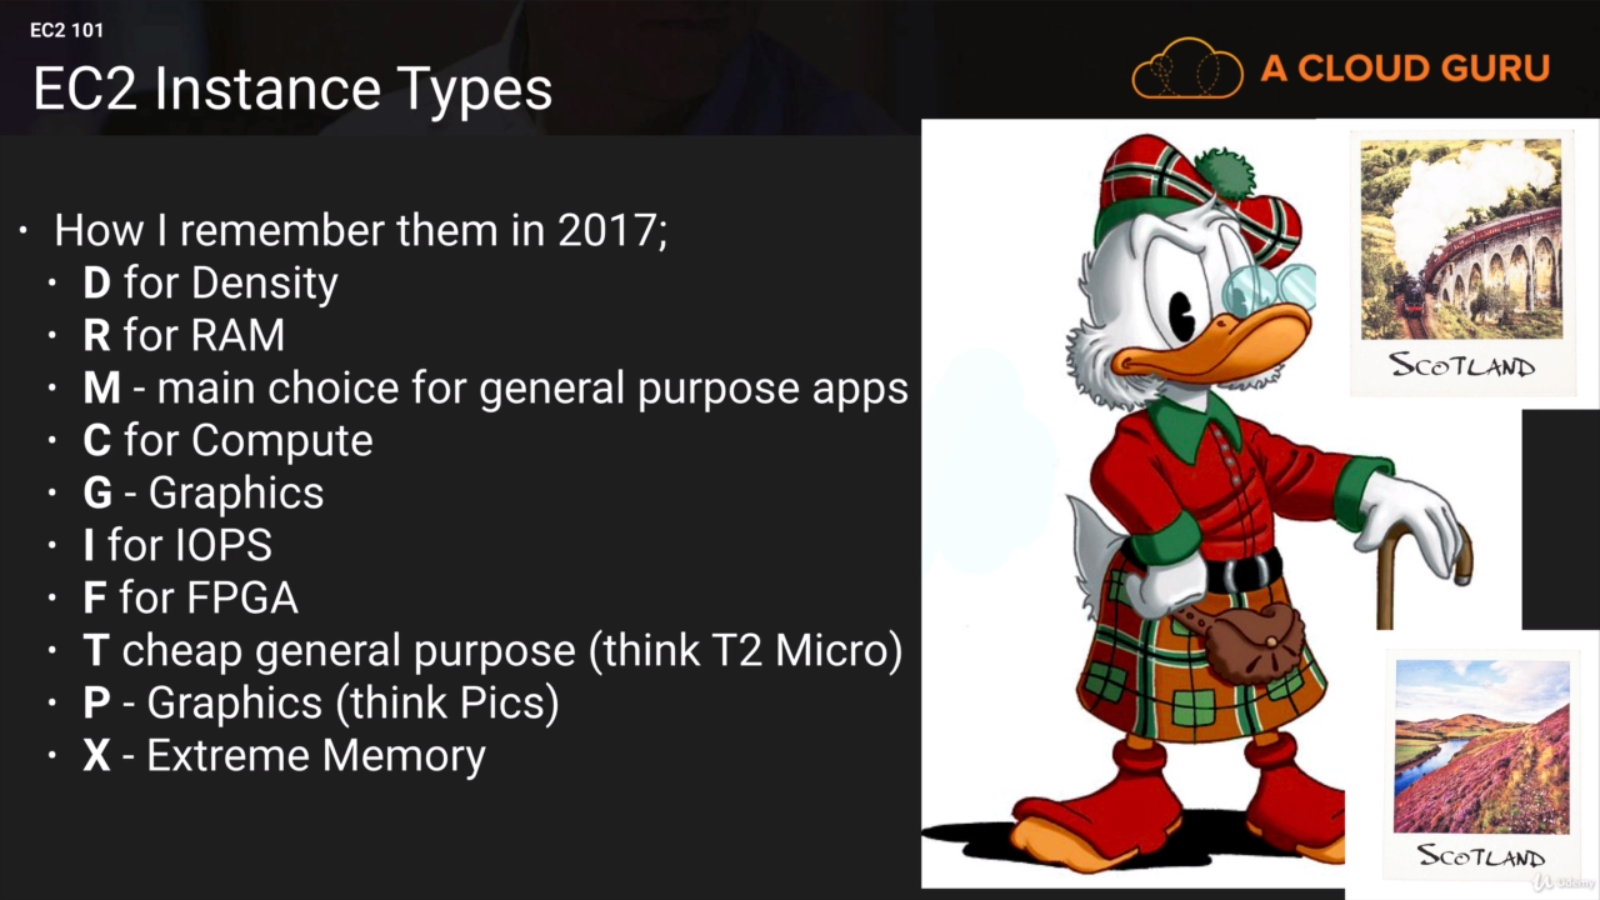 EC2 101
EC2 Instance Types
A CLOUD GURU
• How I remember them in 2017;
• D for Density
• R for RAM
• M - main choice for general purpose apps
• C for Compute
• G - Graphics
• I for IOPS
• F for FPGA
• T cheap general purpose (think T2 Micro)
• P - Graphics (think Pics)
• X - Extreme Memory
SCOTLAND
SCOTLAND
Udemy